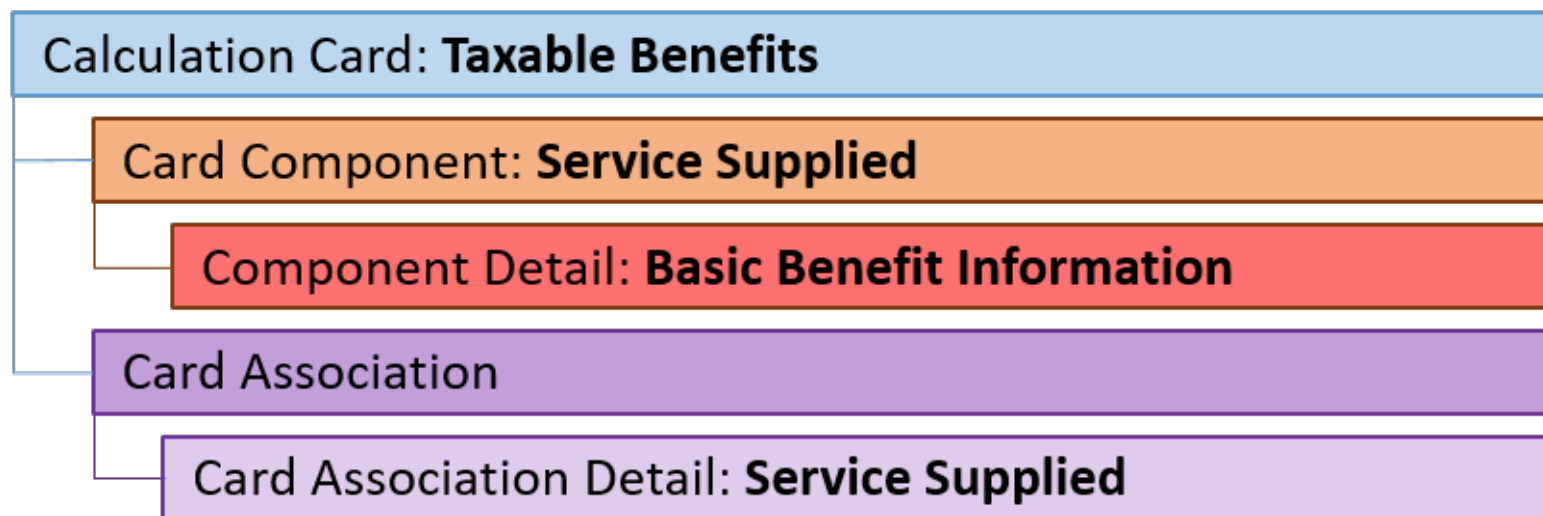 Calculation Card: Taxable Benefits
Card Component: Service Supplied
Component Detail: Basic Benefit Information
Card Association
Card Association Detail: Service Supplied